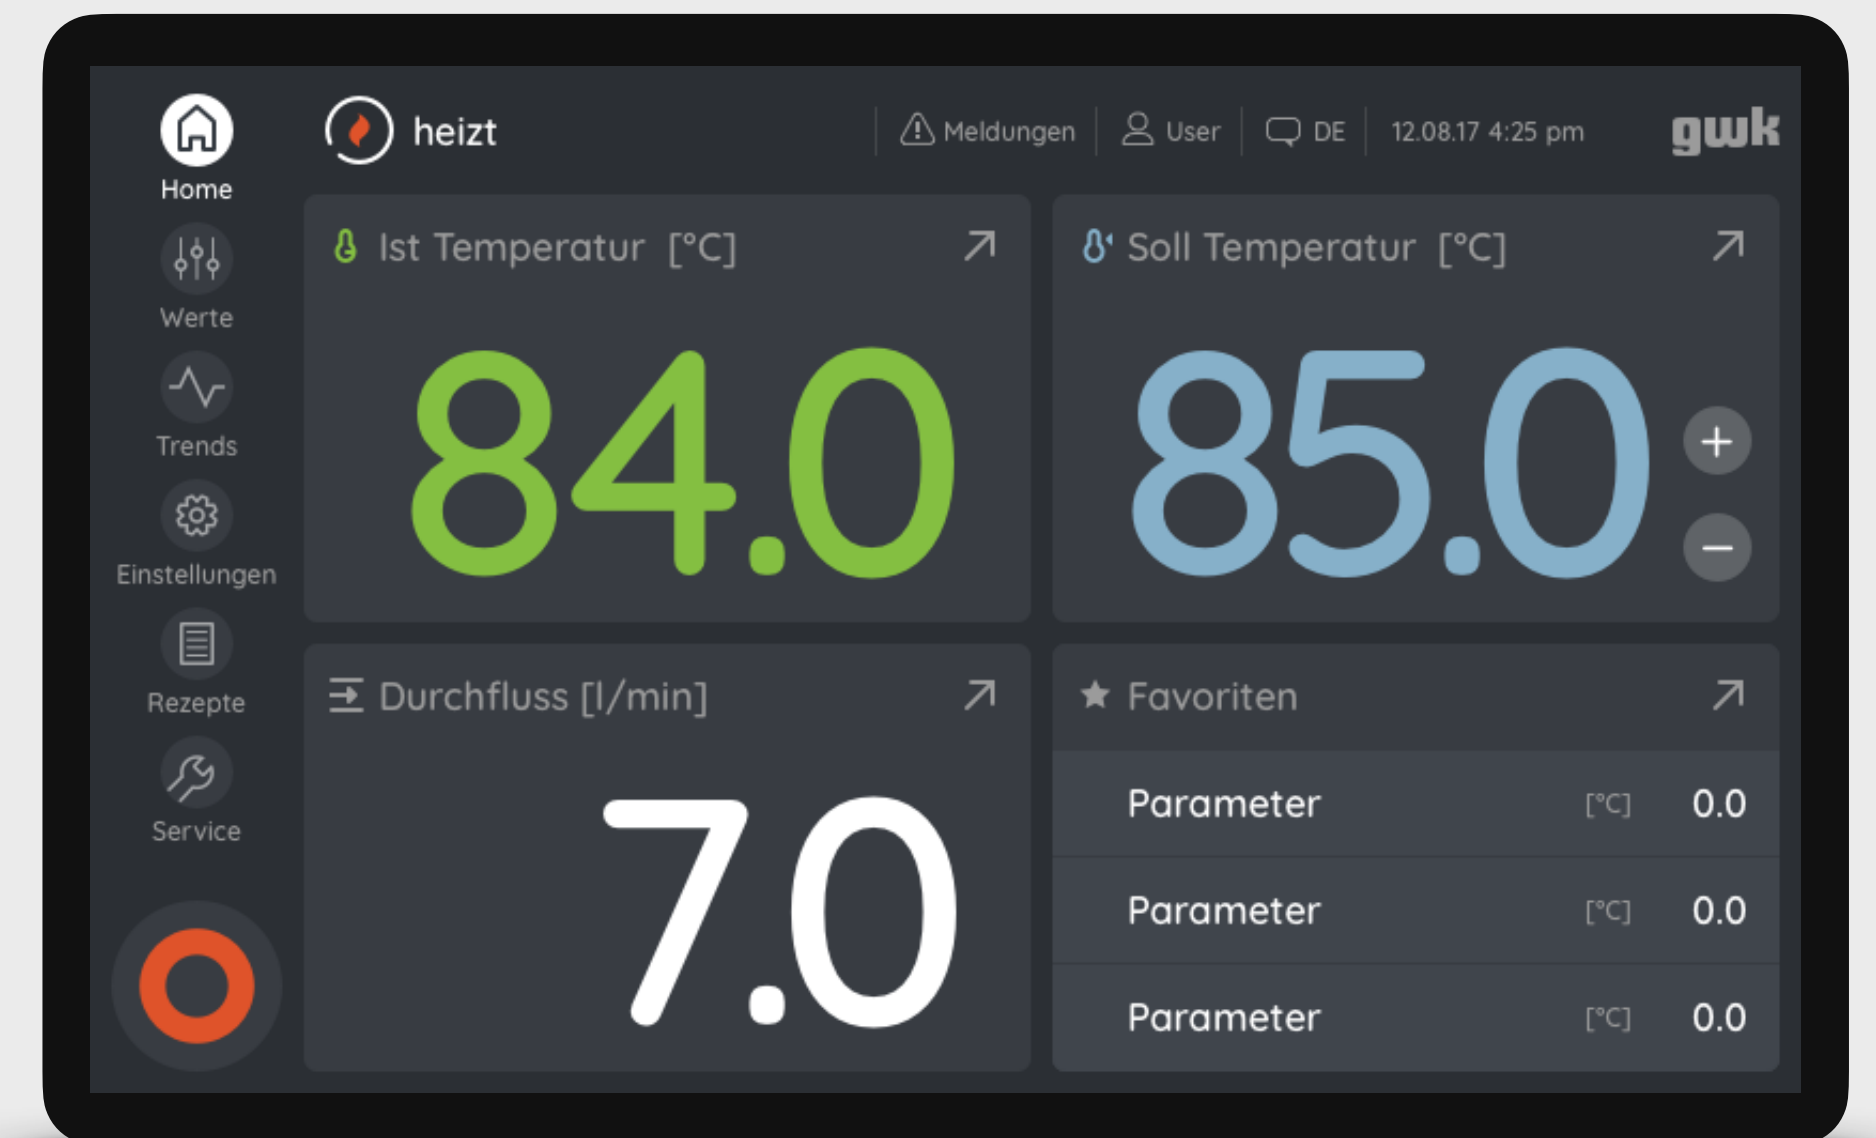 heizt
Meldungen
User
DE
12.08.17 4:25 pm
gwk
Home
Werte
Trends
Einstellungen
Rezepte
Service
Ist Temperatur [°C]
84.0
Soll Temperatur [°C]
85.0
+
−
Durchfluss [l/min]
7.0
Favoriten
Parameter [°C] 0.0
Parameter [°C] 0.0
Parameter [°C] 0.0